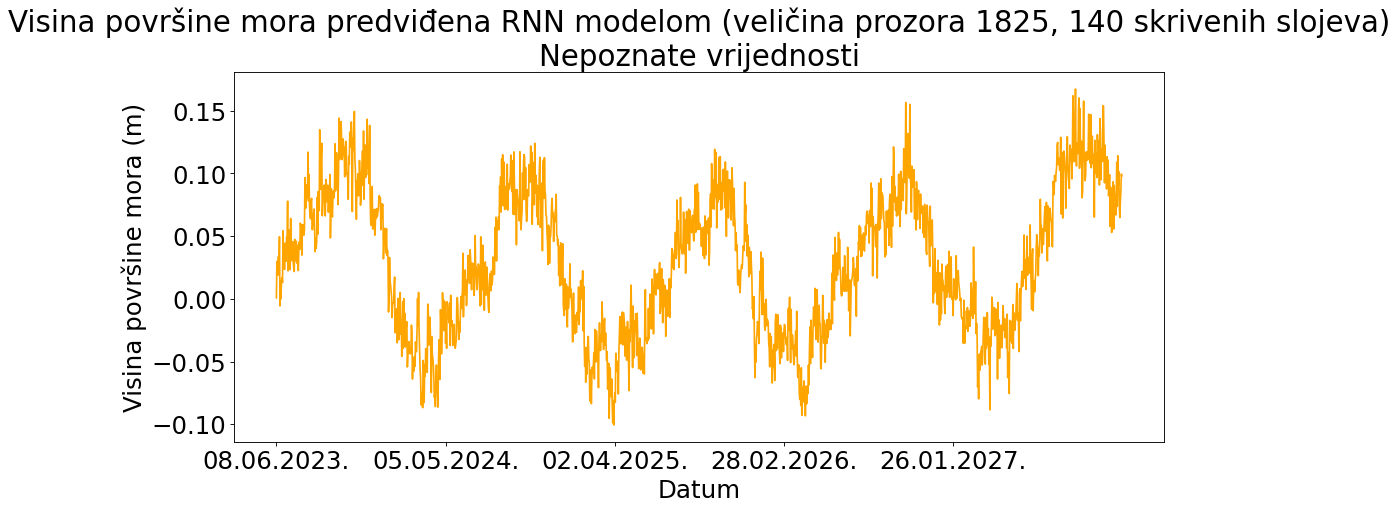 Visina površine mora predviđena RNN modelom (veličina prozora 1825, 140 skrivenih slojeva)
Nepoznate vrijednosti
Visina površine mora (m)
0.15
0.10
0.05
0.00
−0.05
−0.10
08.06.2023. 05.05.2024. 02.04.2025. 28.02.2026. 26.01.2027.
Datum